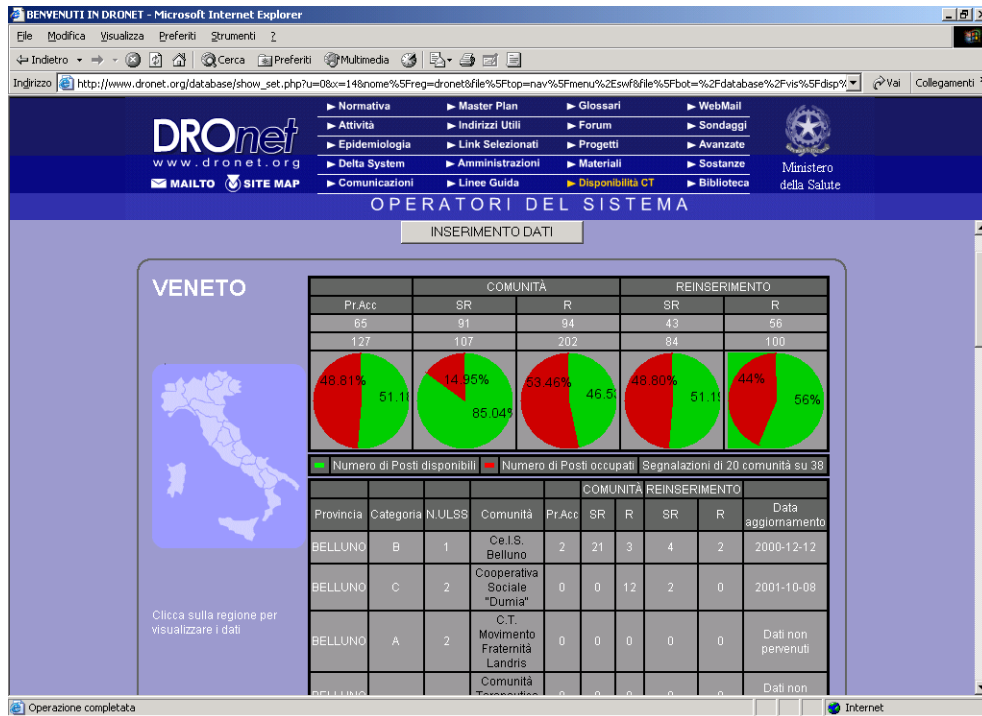 BENVENUTI IN DRONET - Microsoft Internet Explorer
File Modifica Visualizza Preferiti Strumenti ?
Indietro Cerca Preferiti Multimedia
Indirizzo http://www.dronet.org/database/show_set.php?u=0&x=14&nome%5Freg=dronet&file%5Ftop=nav%5Fmenu%2Eswf&file%5Fbot=%2Fdatabase%2Fvis%5Fdisp% Vai Collegamenti
DROnet
www.dronet.org
MAILTO SITE MAP
Normativa Master Plan Glossari WebMail
Attività Indirizzi Utili Forum Sondaggi
Epidemiologia Link Selezionati Progetti Avanzate
Delta System Amministrazioni Materiali Sostanze
Comunicazioni Linee Guida Disponibilità CT Biblioteca
Ministero
della Salute
OPERATORI DEL SISTEMA
INSERIMENTO DATI
VENETO
COMUNITÀ REINSERIMENTO
Pr.Acc SR R SR R
65 91 94 43 56
127 107 202 84 100
48.81% 14.95% 53.46% 48.80% 44%
51.18 85.04% 46.53 51.19 56%
Numero di Posti disponibili Numero di Posti occupati Segnalazioni di 20 comunità su 38
COMUNITÀ REINSERIMENTO
Provincia Categoria N.ULSS Comunità Pr.Acc SR R SR R Data
aggiornamento
BELLUNO B 1 Ce.I.S.
Belluno 2 21 3 4 2 2000-12-12
BELLUNO C 2 Cooperativa
Sociale
"Dumia" 0 0 12 2 0 2001-10-08
BELLUNO A 2 C.T.
Movimento
Fraternità
Landris 0 0 0 0 0 Dati non
pervenuti
Comunità
Dati non
Clicca sulla regione per
visualizzare i dati
Operazione completata Internet